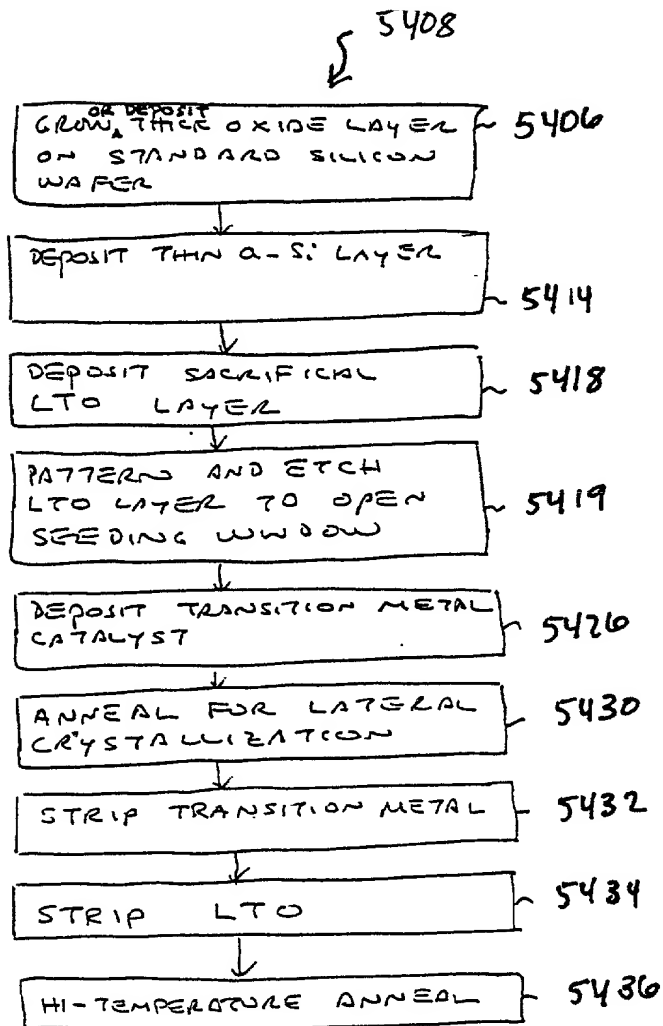 5408
OR DEPOSIT
GROW THICK OXIDE LAYER
ON STANDARD SILICON
WAFER
5406
DEPOSIT THIN a-Si LAYER
5414
DEPOSIT SACRIFICIAL
LTO LAYER
5418
PATTERN AND ETCH
LTO LAYER TO OPEN
SEEDING WINDOW
5419
DEPOSIT TRANSITION METAL
CATALYST
5426
ANNEAL FOR LATERAL
CRYSTALLIZATION
5430
STRIP TRANSITION METAL
5432
STRIP LTO
5434
HI-TEMPERATURE ANNEAL
5436